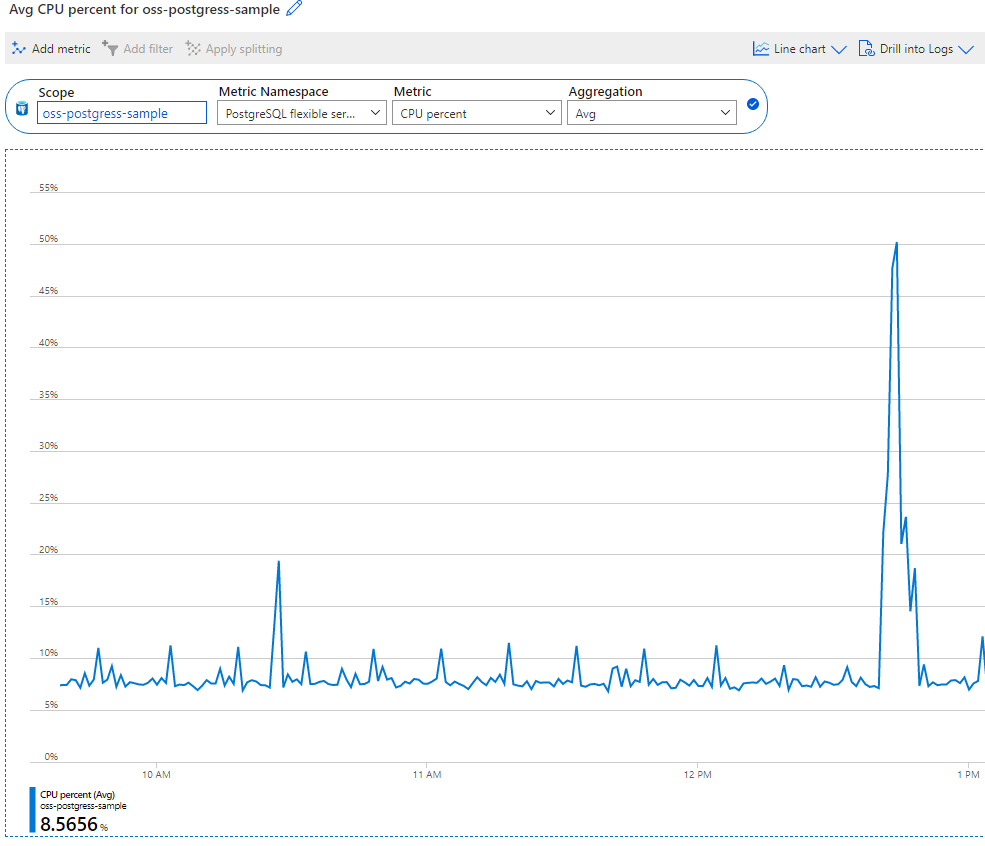 Avg CPU percent for oss-postgress-sample
Add metric Add filter Apply splitting Line chart Drill into Logs
Scope Metric Namespace Metric Aggregation
oss-postgress-sample PostgreSQL flexible ser... CPU percent Avg
55%
50%
45%
40%
35%
30%
25%
20%
15%
10%
5%
0%
10 AM 11 AM 12 PM 1 PM
CPU percent (Avg)
oss-postgress-sample
8.5656 %